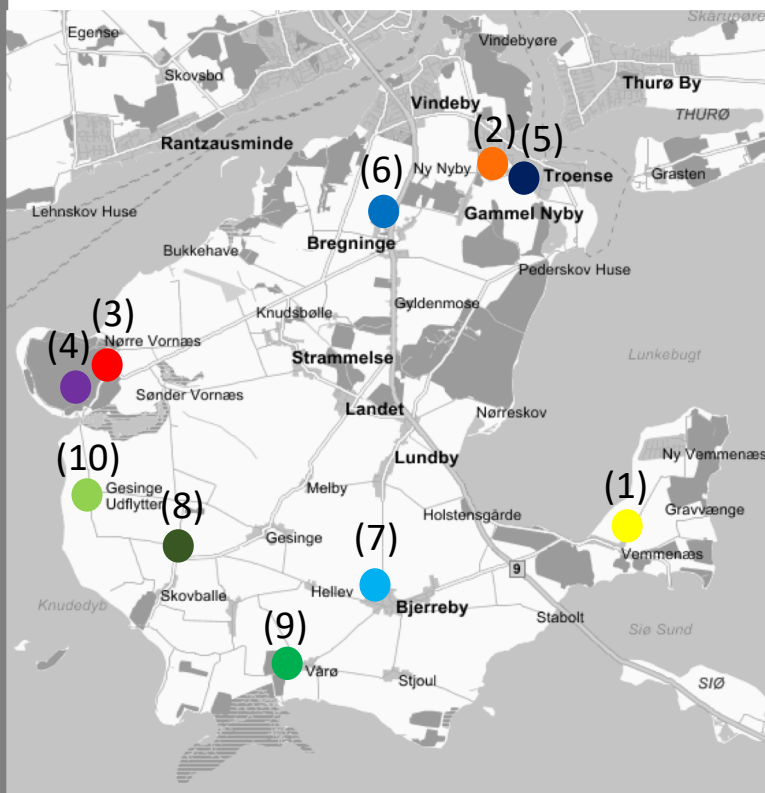 Skarupøre
Egense
Vindebyøre
Skovsbo
Thurø By
Vindeby
THURØ
Rantzausminde
(2)
(5)
Ny Nyby
Troense
Grasten
(6)
Lehnskov Huse
Gammel Nyby
Bregninge
Bukkehave
Pederskov Huse
Gyldenmose
Knudsbølle
(3)
Nørre Vornæs
(4)
Strammelse
Lunkebugt
Sønder Vornæs
Landet
Nørreskov
(10)
Lundby
Ny Vemmenæs
Gesinge
Udflytter
Melby
(1)
(8)
Holstensgårde
Gravvænge
Gesinge
(7)
Vemmenæs
9
Skovballe
Hellev
Bjerreby
Knudedyb
Stabolt
(9)
Siø Sund
Vårø
Stjoul
SIØ